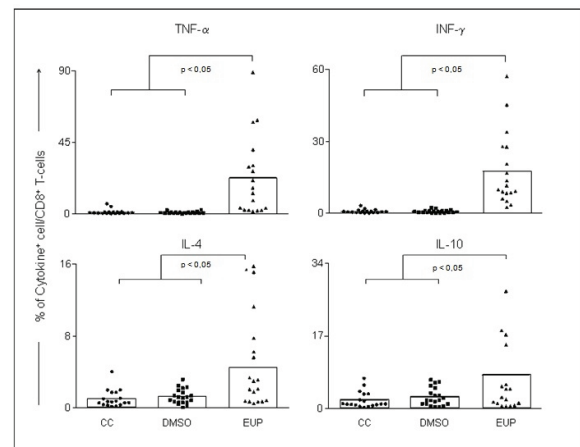 TNF-α
INF-γ
% of Cytokine⁺ cell/CD8⁺ T-cells
90
45
0
p < 0,05
60
30
0
p < 0,05
IL-4
IL-10
16
8
0
p < 0,05
34
17
0
p < 0,05
CC DMSO EUP
CC DMSO EUP